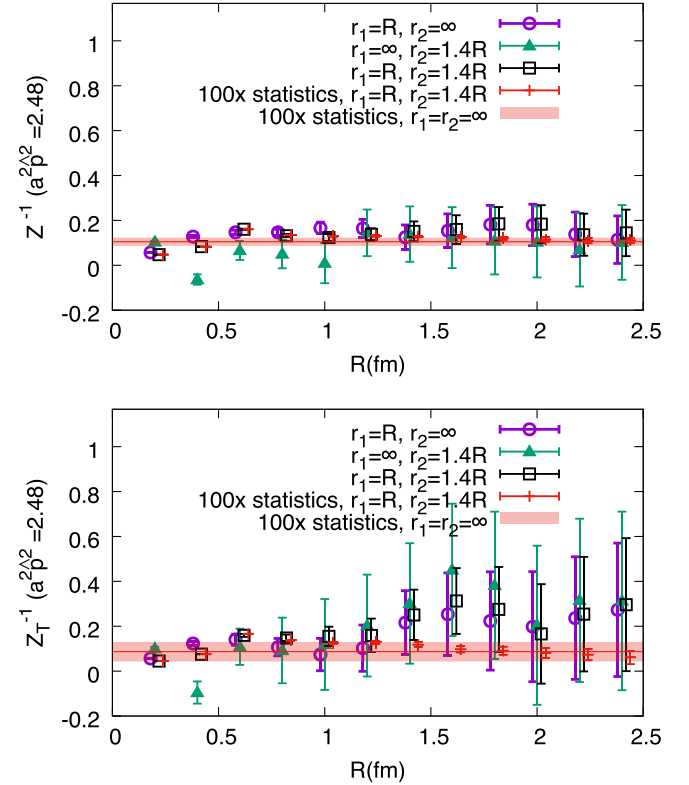 r₁=R, r₂=∞
r₁=∞, r₂=1.4R
r₁=R, r₂=1.4R
100x statistics, r₁=R, r₂=1.4R
100x statistics, r₁=r₂=∞
Z⁻¹ (a²p̂²=2.48)
1
0.8
0.6
0.4
0.2
0
-0.2
0 0.5 1 1.5 2 2.5
R(fm)
r₁=R, r₂=∞
r₁=∞, r₂=1.4R
r₁=R, r₂=1.4R
100x statistics, r₁=R, r₂=1.4R
100x statistics, r₁=r₂=∞
Z_T⁻¹ (a²p̂²=2.48)
1
0.8
0.6
0.4
0.2
0
-0.2
0 0.5 1 1.5 2 2.5
R(fm)